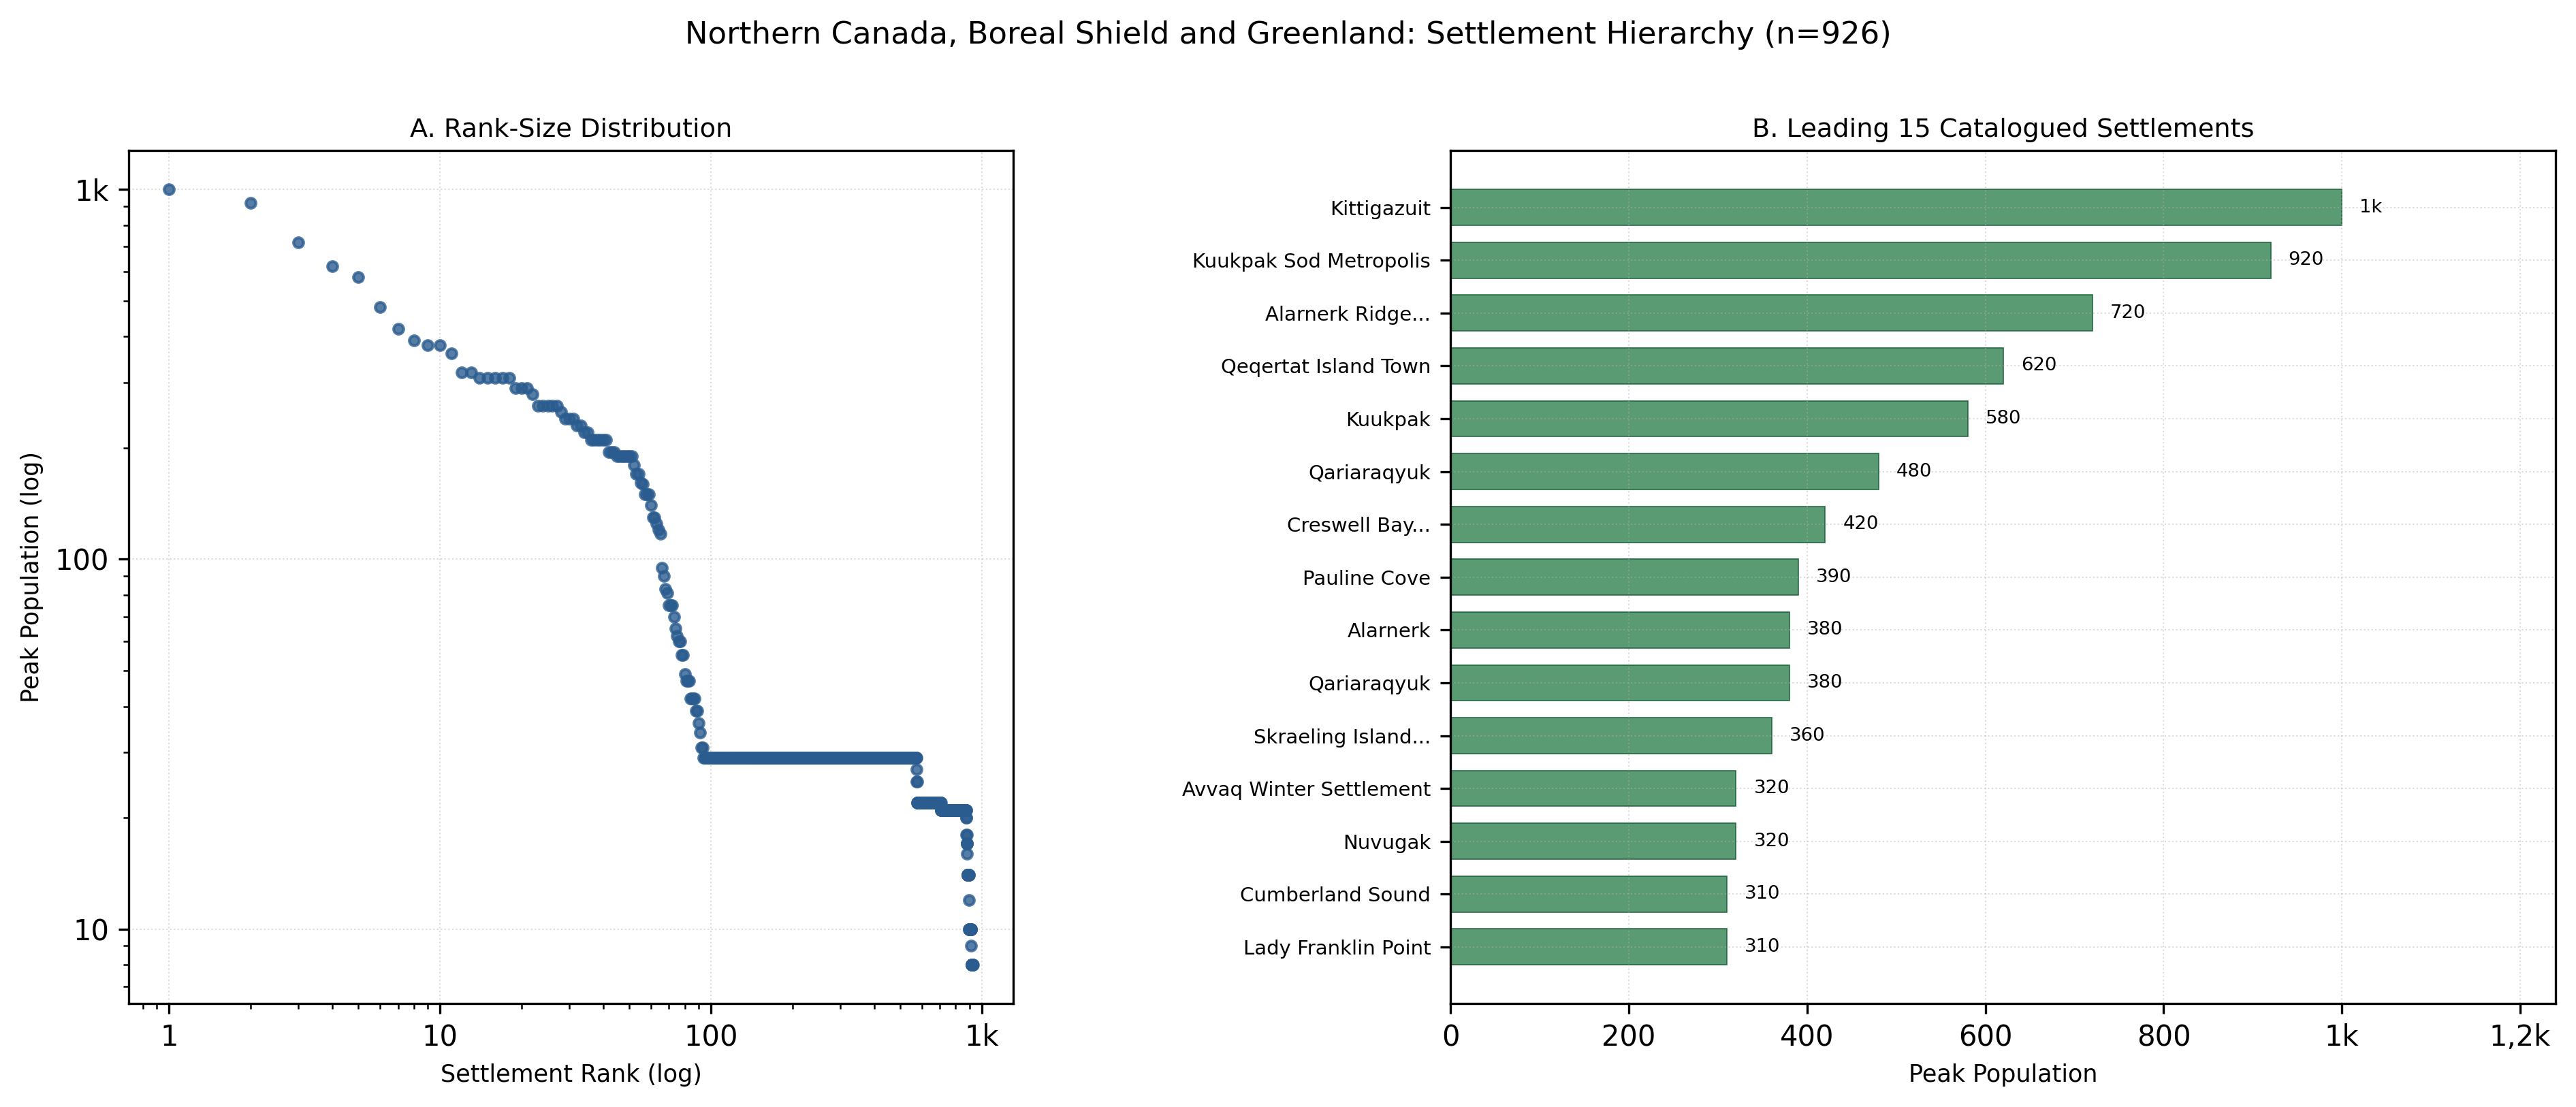 Northern Canada, Boreal Shield and Greenland: Settlement Hierarchy (n=926)
A. Rank-Size Distribution
Peak Population (log)
1k
100
10
1
10
100
1k
Settlement Rank (log)
B. Leading 15 Catalogued Settlements
Kittigazuit
1k
Kuukpak Sod Metropolis
920
Alarnerk Ridge...
720
Qeqertat Island Town
620
Kuukpak
580
Qariaraqyuk
480
Creswell Bay...
420
Pauline Cove
390
Alarnerk
380
Qariaraqyuk
380
Skraeling Island...
360
Avvaq Winter Settlement
320
Nuvugak
320
Cumberland Sound
310
Lady Franklin Point
310
0
200
400
600
800
1k
1,2k
Peak Population